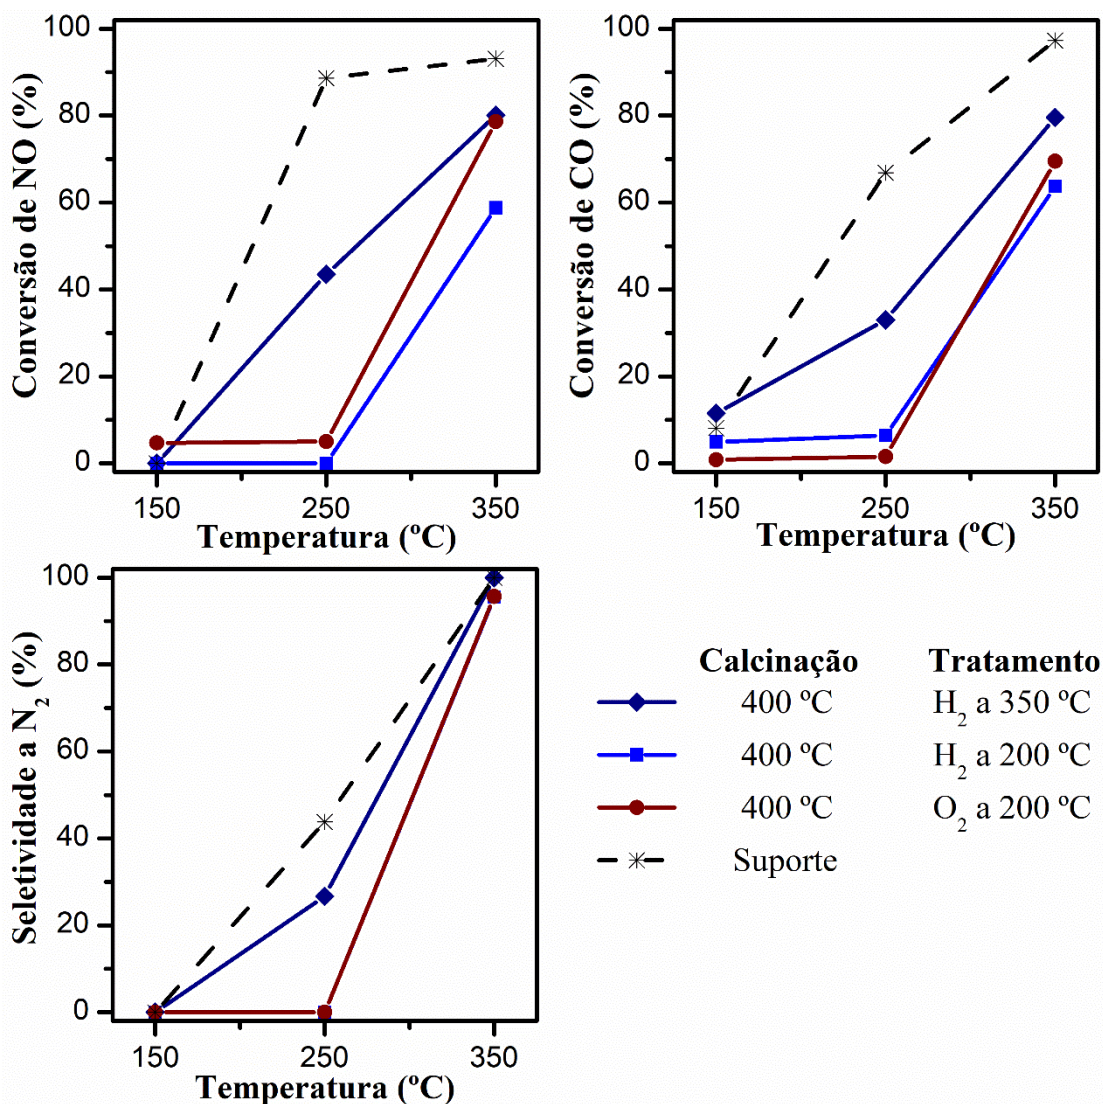 100
80
60
40
20
0
Conversão de NO (%)
150
250
350
Temperatura (ºC)
100
80
60
40
20
0
Conversão de CO (%)
150
250
350
Temperatura (ºC)
100
80
60
40
20
0
Seletividade a N2 (%)
150
250
350
Temperatura (ºC)
Calcinação Tratamento
400 ºC H2 a 350 ºC
400 ºC H2 a 200 ºC
400 ºC O2 a 200 ºC
Suporte